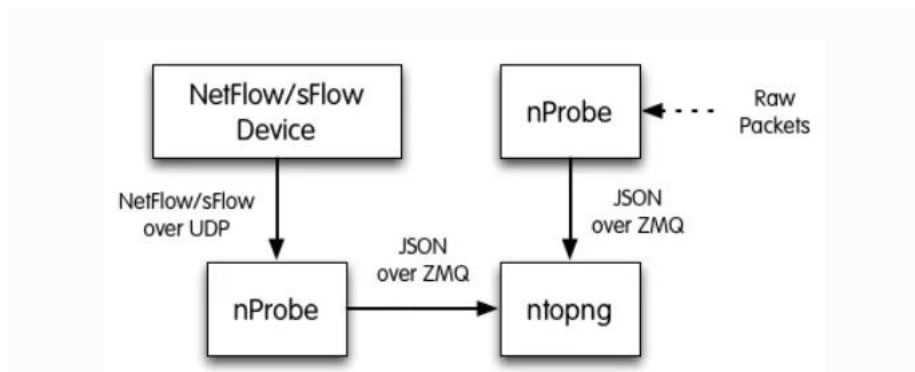 NetFlow/sFlow
Device
nProbe
Raw
Packets
NetFlow/sFlow
over UDP
JSON
over ZMQ
JSON
over ZMQ
nProbe
ntopng